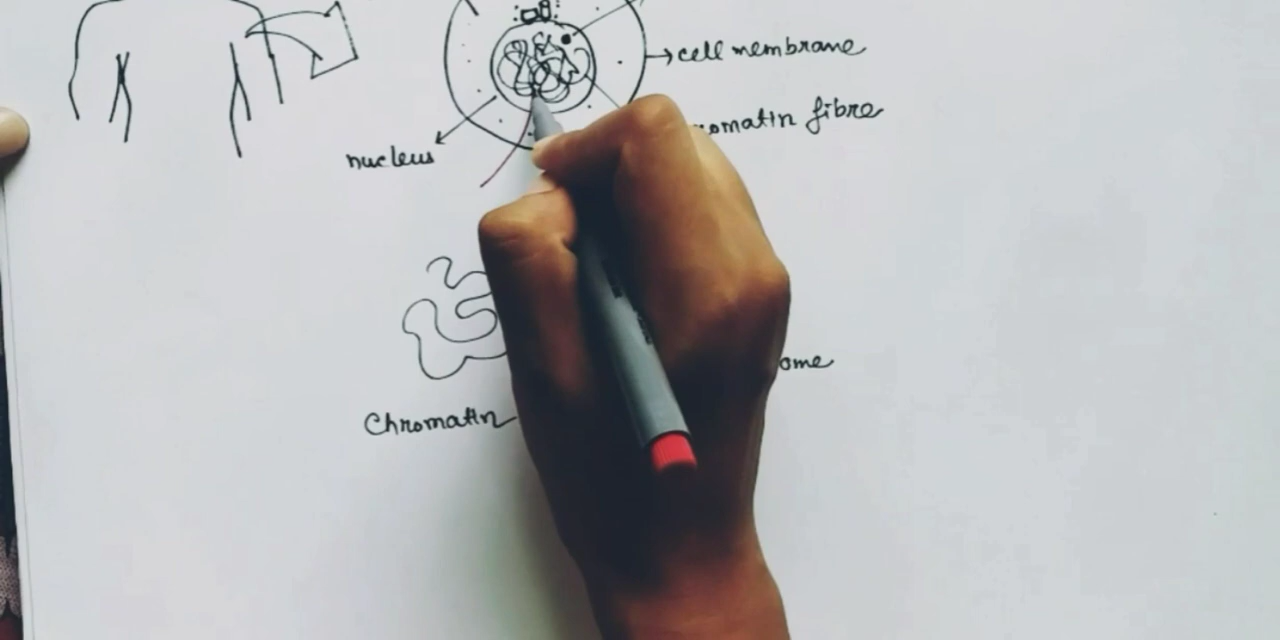 cell membrane
omatin fibre
nucleus
ome
Chromatin